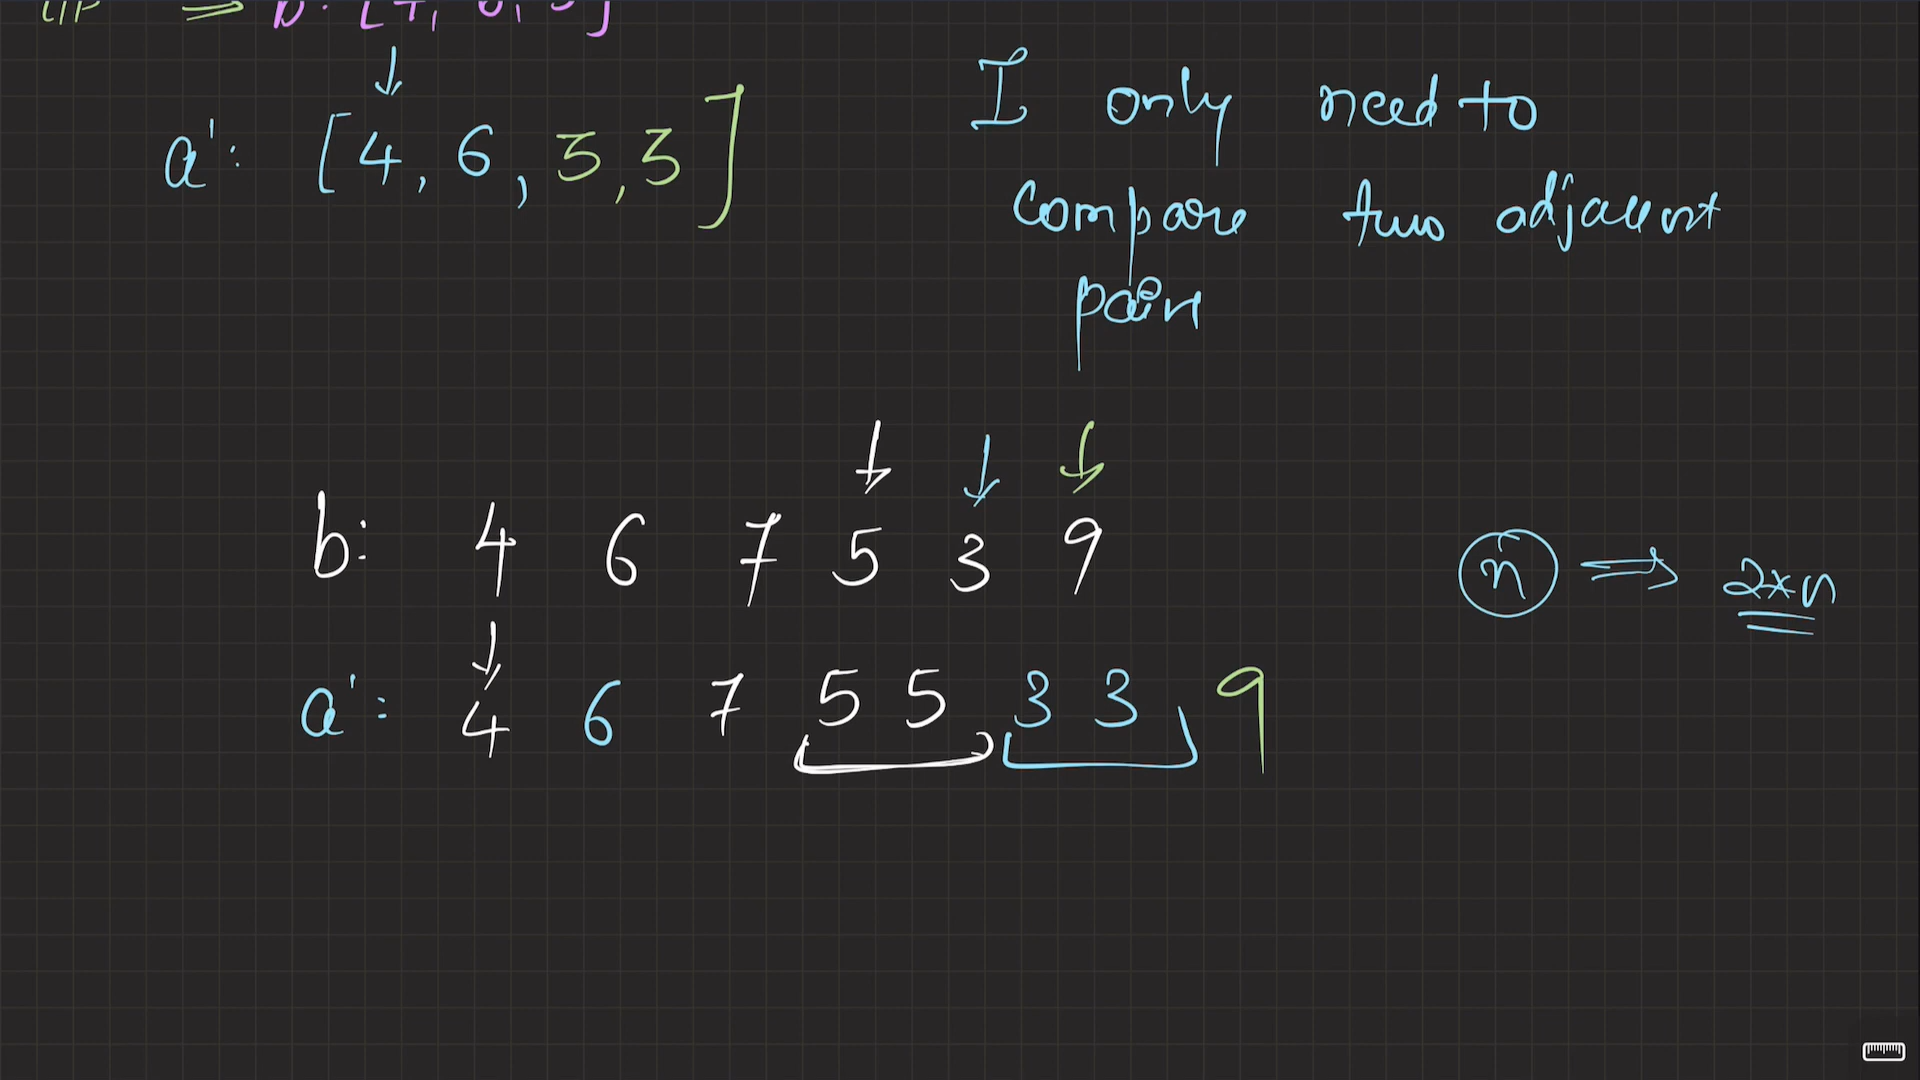 a': [4, 6, 3, 3]
I only need to
compare two adjacent
pair
b: 4 6 7 5 3 9
n ⟹ 2*n
a': 4 6 7 5 5 3 3 9